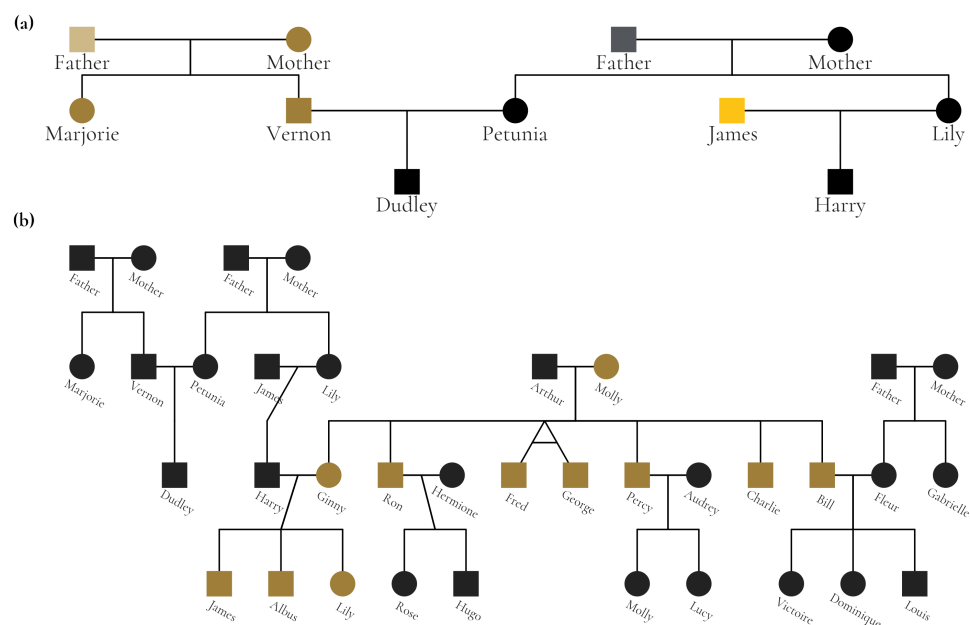 (a)
Father Mother Father Mother
Marjorie Vernon Petunia James Lily
Dudley Harry
(b)
Father Mother Father Mother
Marjorie Vernon Petunia James Lily Arthur Molly Father Mother
Dudley Harry Ginny Ron Hermione Fred George Percy Audrey Charlie Bill Fleur Gabrielle
James Albus Lily Rose Hugo Molly Lucy Victoire Dominique Louis